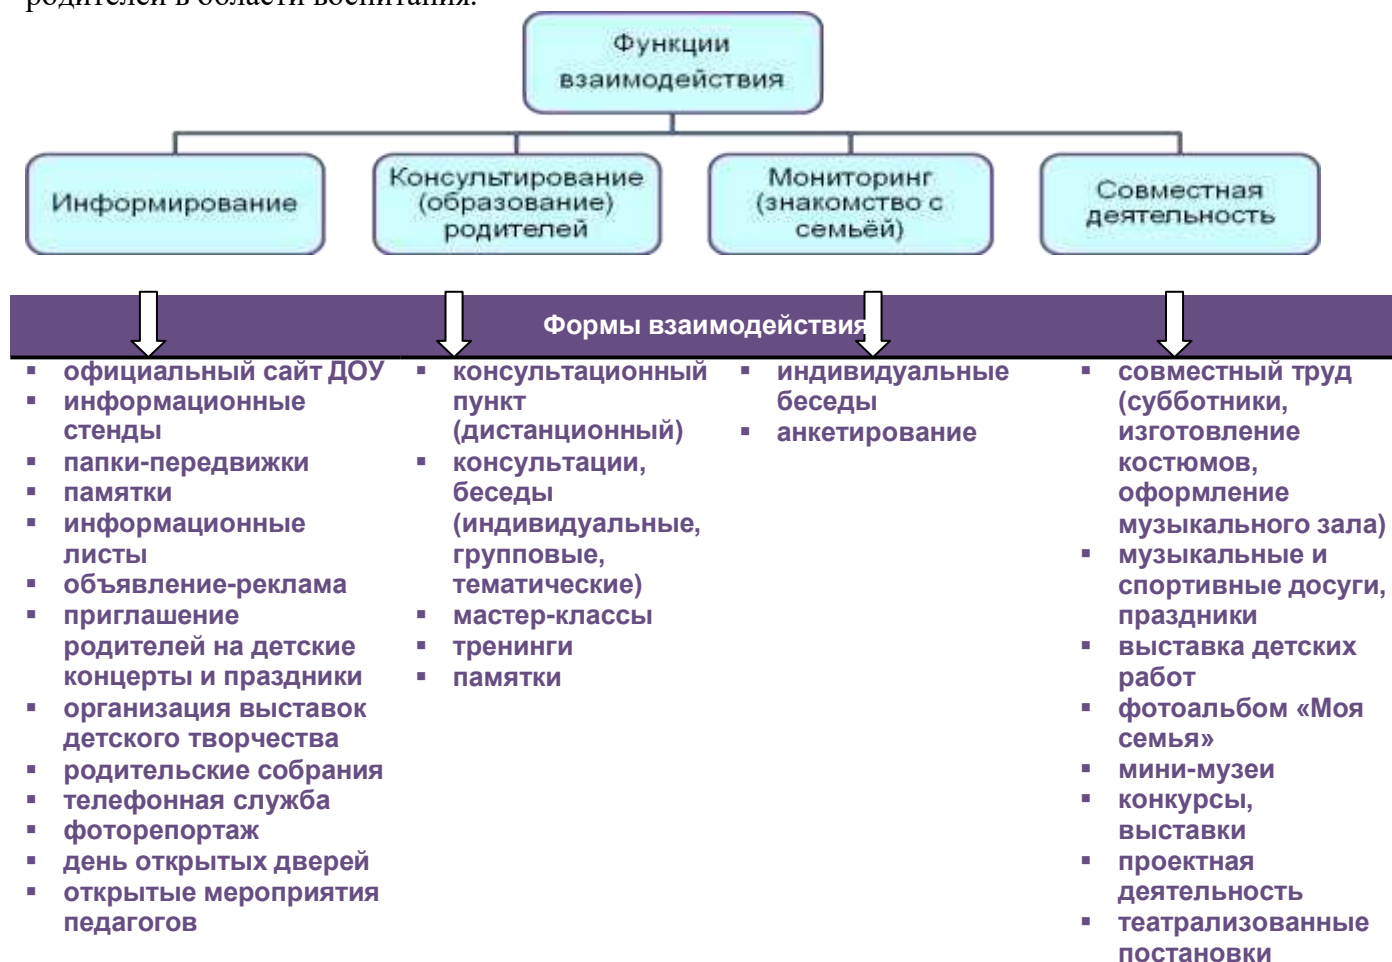 родителей в области воспитания.
Функции
взаимодействия
Информирование
Консультирование
(образование)
родителей
Мониторинг
(знакомство с
семьёй)
Совместная
деятельность
Формы взаимодействия
▪ официальный сайт ДОУ
▪ информационные
стенды
▪ папки-передвижки
▪ памятки
▪ информационные
листы
▪ объявление-реклама
▪ приглашение
родителей на детские
концерты и праздники
▪ организация выставок
детского творчества
▪ родительские собрания
▪ телефонная служба
▪ фоторепортаж
▪ день открытых дверей
▪ открытые мероприятия
педагогов
▪ консультационный
пункт
(дистанционный)
▪ консультации,
беседы
(индивидуальные,
групповые,
тематические)
▪ мастер-классы
▪ тренинги
▪ памятки
▪ индивидуальные
беседы
▪ анкетирование
▪ совместный труд
(субботники,
изготовление
костюмов,
оформление
музыкального зала)
▪ музыкальные и
спортивные досуги,
праздники
▪ выставка детских
работ
▪ фотоальбом «Моя
семья»
▪ мини-музеи
▪ конкурсы,
выставки
▪ проектная
деятельность
▪ театрализованные
постановки